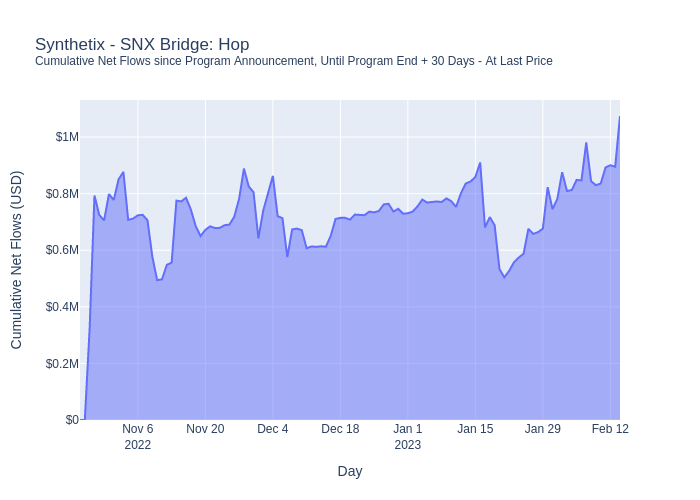 Synthetix - SNX Bridge: Hop
Cumulative Net Flows since Program Announcement, Until Program End + 30 Days - At Last Price
Cumulative Net Flows (USD)
$1M
$0.8M
$0.6M
$0.4M
$0.2M
$0
Nov 6 Nov 20 Dec 4 Dec 18 Jan 1 Jan 15 Jan 29 Feb 12
2022 2023
Day